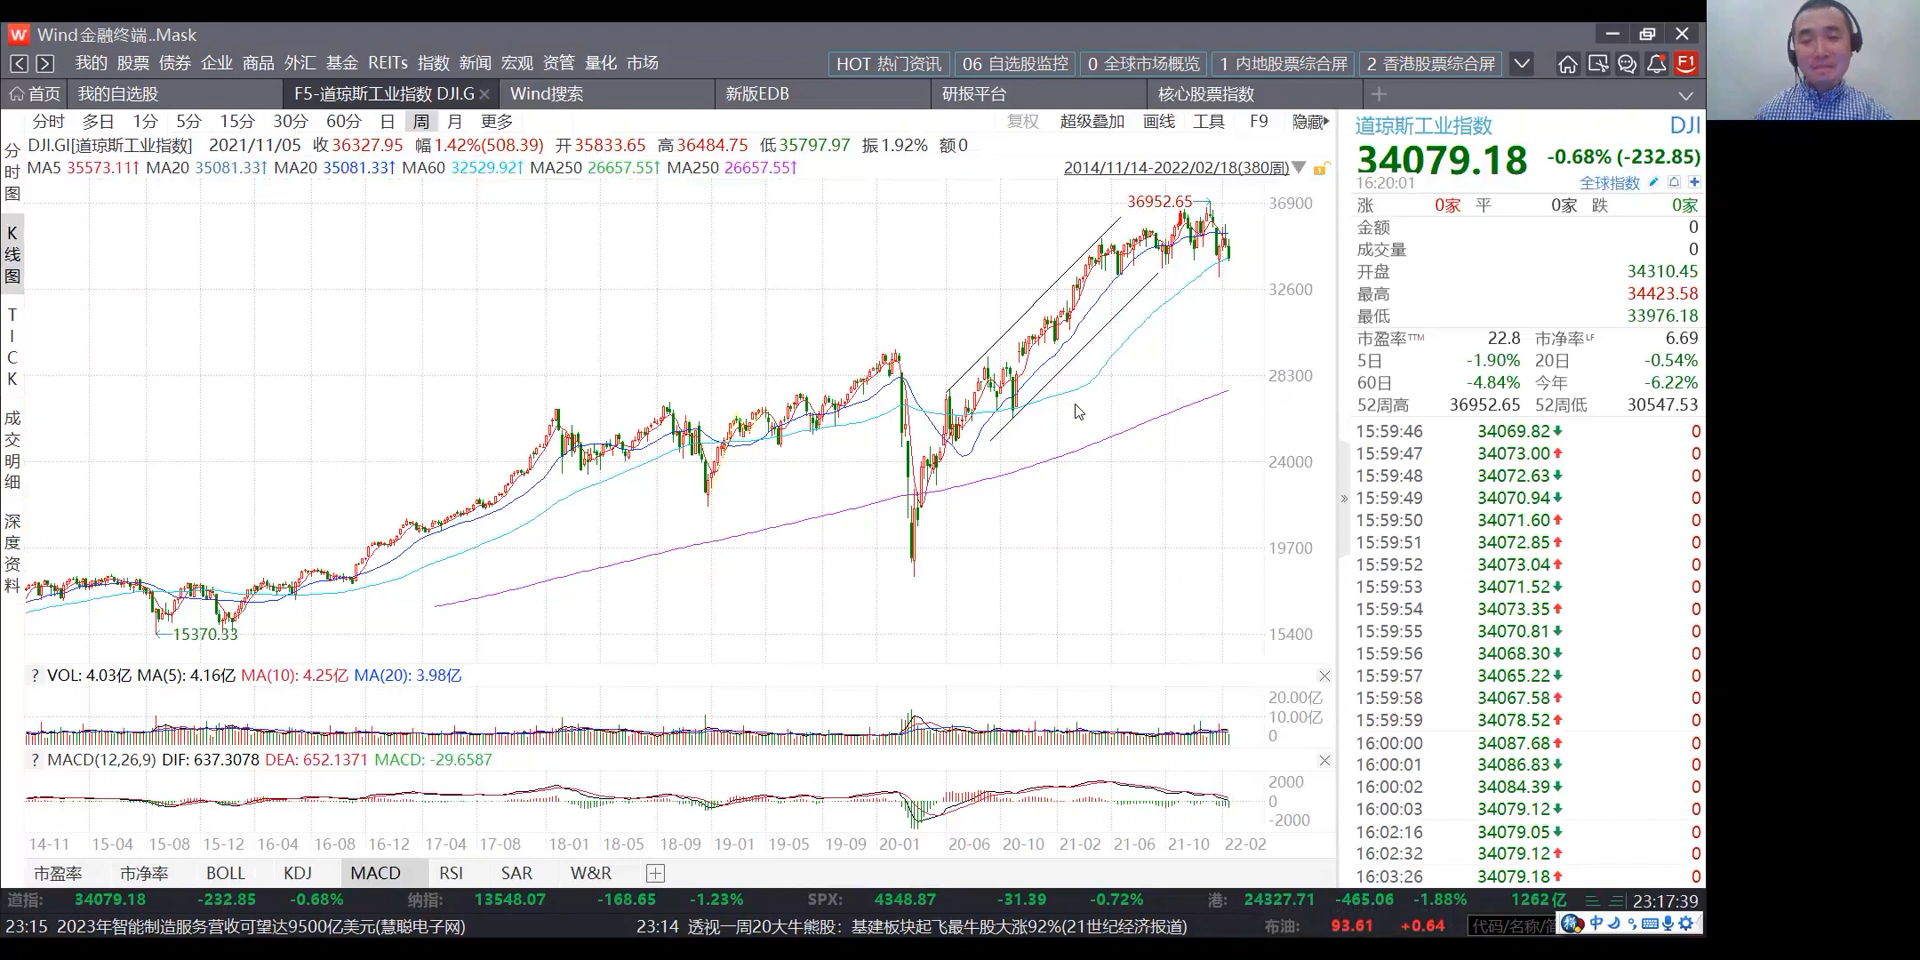 Wind金融终端..Mask
我的 股票 债券 企业 商品 外汇 基金 REITs 指数 新闻 宏观 资管 量化 市场
HOT 热门资讯 06 自选股监控 0 全球市场概览 1 内地股票综合屏 2 香港股票综合屏 F1
首页 我的自选股 F5-道琼斯工业指数 DJI.G Wind搜索 新版EDB 研报平台 核心股票指数
分时 多日 1分 5分 15分 30分 60分 日 周 月 更多 复权 超级叠加 画线 工具 F9 隐藏
DJI.GI[道琼斯工业指数] 2021/11/05 收 36327.95 幅 1.42%(508.39) 开 35833.65 高 36484.75 低 35797.97 振 1.92% 额 0
MA5 35573.11↑ MA20 35081.33↑ MA20 35081.33↑ MA60 32529.92↑ MA250 26657.55↑ MA250 26657.55↑
2014/11/14-2022/02/18(380周)
分时图
K线图
TICK
成交明细
深度资料
36952.65
15370.33
36900
32600
28300
24000
19700
15400
? VOL: 4.03亿 MA(5): 4.16亿 MA(10): 4.25亿 MA(20): 3.98亿
20.00亿
10.00亿
0
? MACD(12,26,9) DIF: 637.3078 DEA: 652.1371 MACD: -29.6587
2000
0
-2000
14-11 15-04 15-08 15-12 16-04 16-08 16-12 17-04 17-08 18-01 18-05 18-09 19-01 19-05 19-09 20-01 20-06 20-10 21-02 21-06 21-10 22-02
市盈率 市净率 BOLL KDJ MACD RSI SAR W&R
道琼斯工业指数 DJI
34079.18 -0.68% (-232.85)
16:20:01 全球指数
涨 0家 平 0家 跌 0家
金额 0
成交量 0
开盘 34310.45
最高 34423.58
最低 33976.18
市盈率TTM 22.8 市净率LF 6.69
5日 -1.90% 20日 -0.54%
60日 -4.84% 今年 -6.22%
52周高 36952.65 52周低 30547.53
15:59:46 34069.82 0
15:59:47 34073.00 0
15:59:48 34072.63 0
15:59:49 34070.94 0
15:59:50 34071.60 0
15:59:51 34072.85 0
15:59:52 34073.04 0
15:59:53 34071.52 0
15:59:54 34073.35 0
15:59:55 34070.81 0
15:59:56 34068.30 0
15:59:57 34065.22 0
15:59:58 34067.58 0
15:59:59 34078.52 0
16:00:00 34087.68 0
16:00:01 34086.83 0
16:00:02 34084.39 0
16:00:03 34079.12 0
16:02:16 34079.05 0
16:02:32 34079.12 0
16:03:26 34079.18 0
道指: 34079.18 -232.85 -0.68% 纳指: 13548.07 -168.65 -1.23% SPX: 4348.87 -31.39 -0.72% 港: 24327.71 -465.06 -1.88% 1262亿 23:17:39
23:15 2023年智能制造服务营收可望达9500亿美元(慧聪电子网) 23:14 透视一周20大牛熊股：基建板块起飞最牛股大涨92%(21世纪经济报道) 布油: 93.61 +0.64 代码/名称/简 中